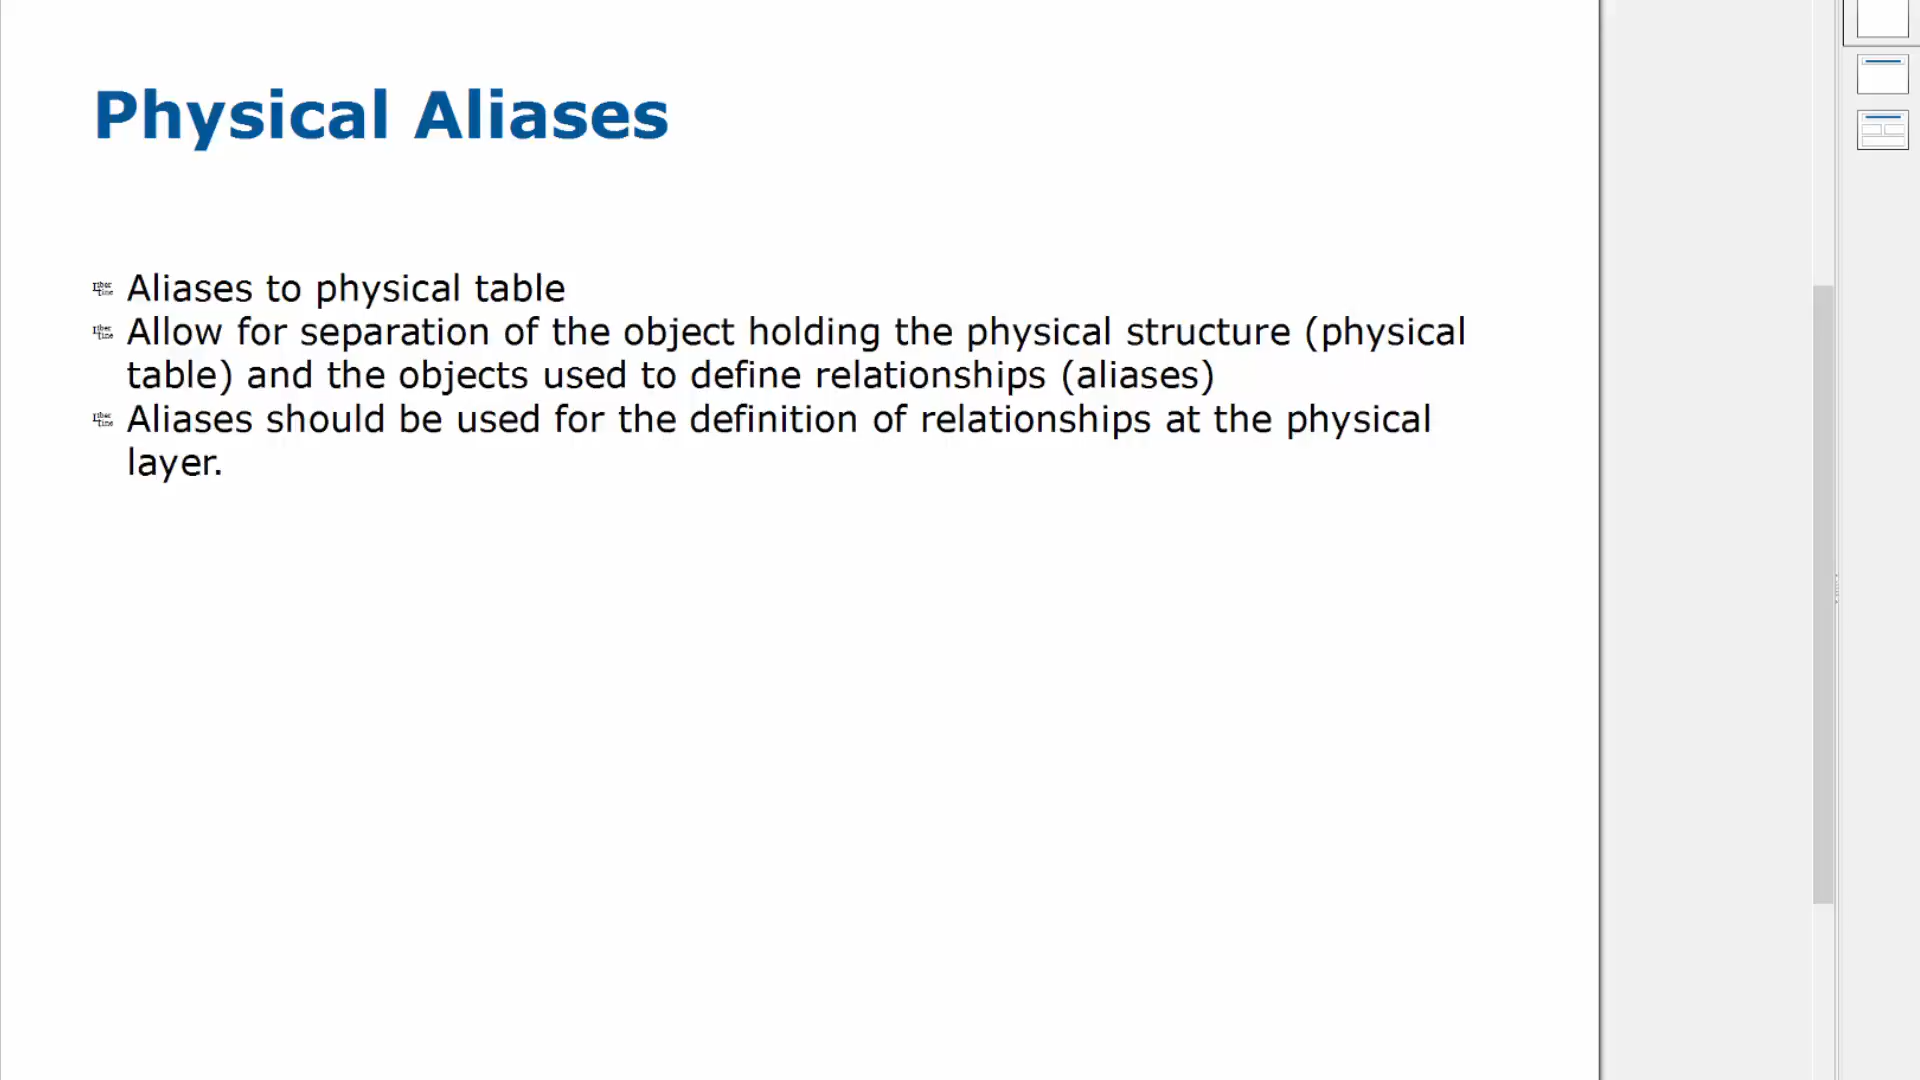 Physical Aliases
Aliases to physical table
Allow for separation of the object holding the physical structure (physical
table) and the objects used to define relationships (aliases)
Aliases should be used for the definition of relationships at the physical
layer.